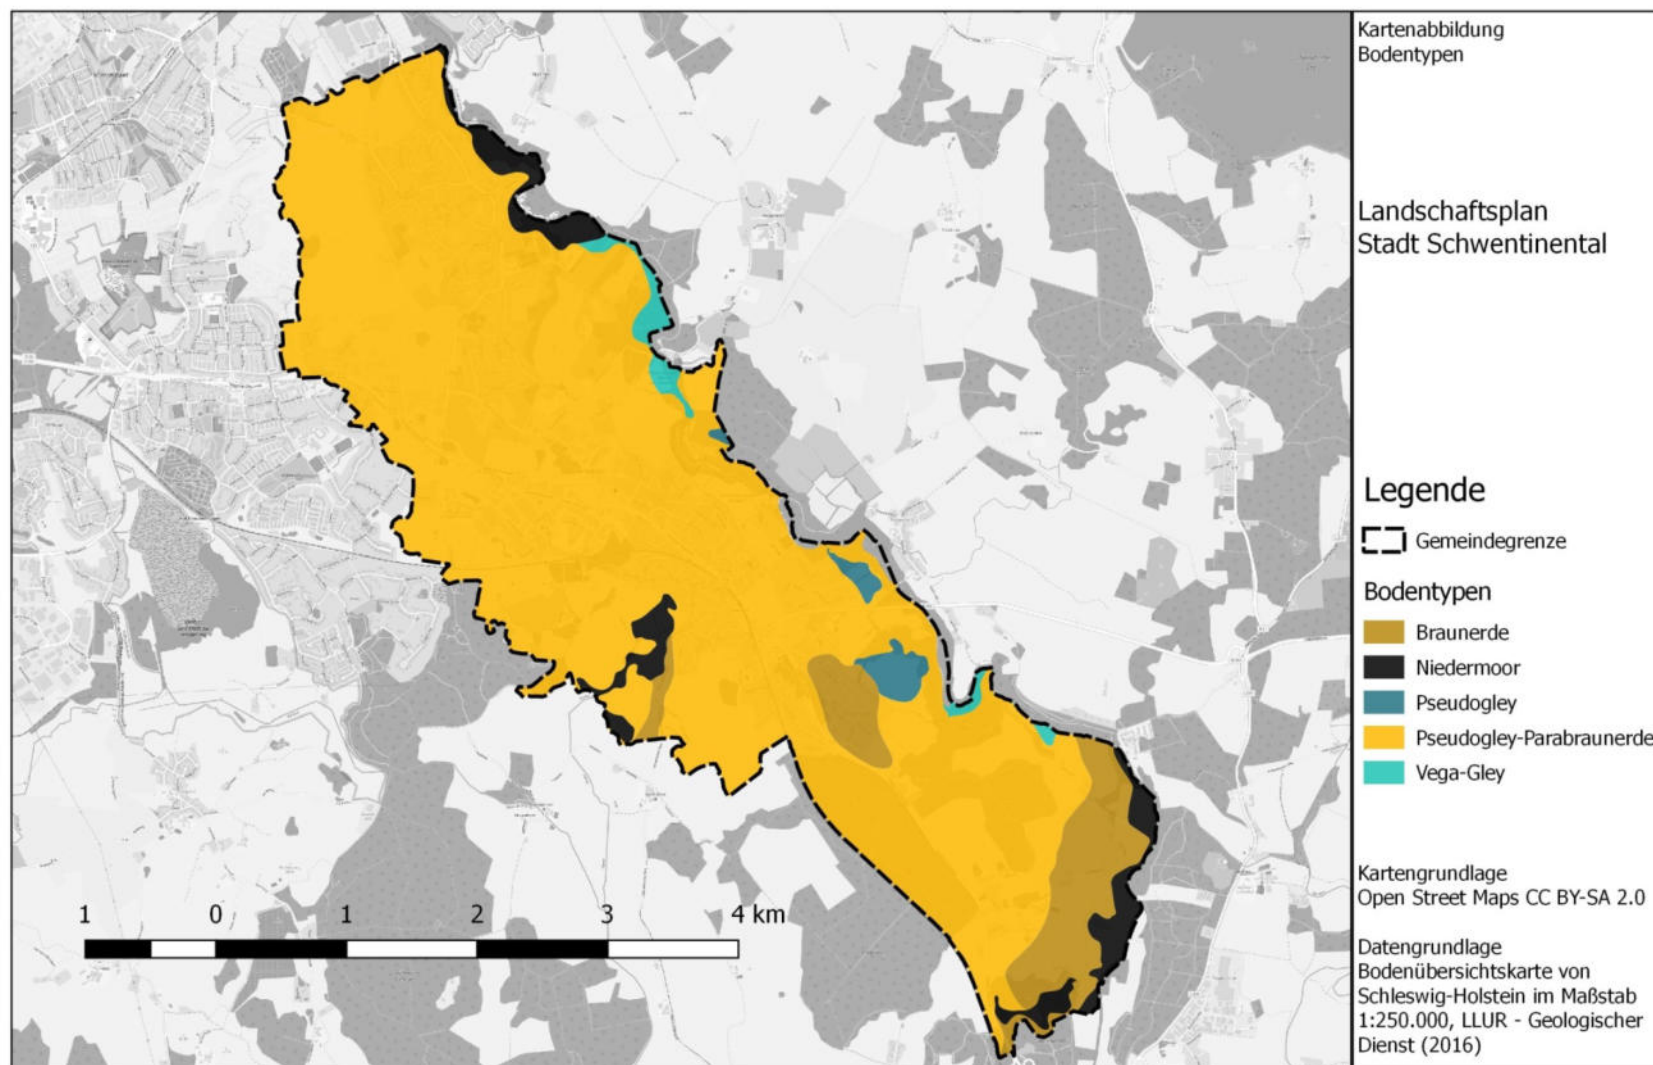 Kartenabbildung
Bodentypen
Landschaftsplan
Stadt Schwentinental
Legende
Gemeindegrenze
Bodentypen
Braunerde
Niedermoor
Pseudogley
Pseudogley-Parabraunerde
Vega-Gley
Kartengrundlage
Open Street Maps CC BY-SA 2.0
Datengrundlage
Bodenübersichtskarte von
Schleswig-Holstein im Maßstab
1:250.000, LLUR - Geologischer
Dienst (2016)
1 0 1 2 3 4 km